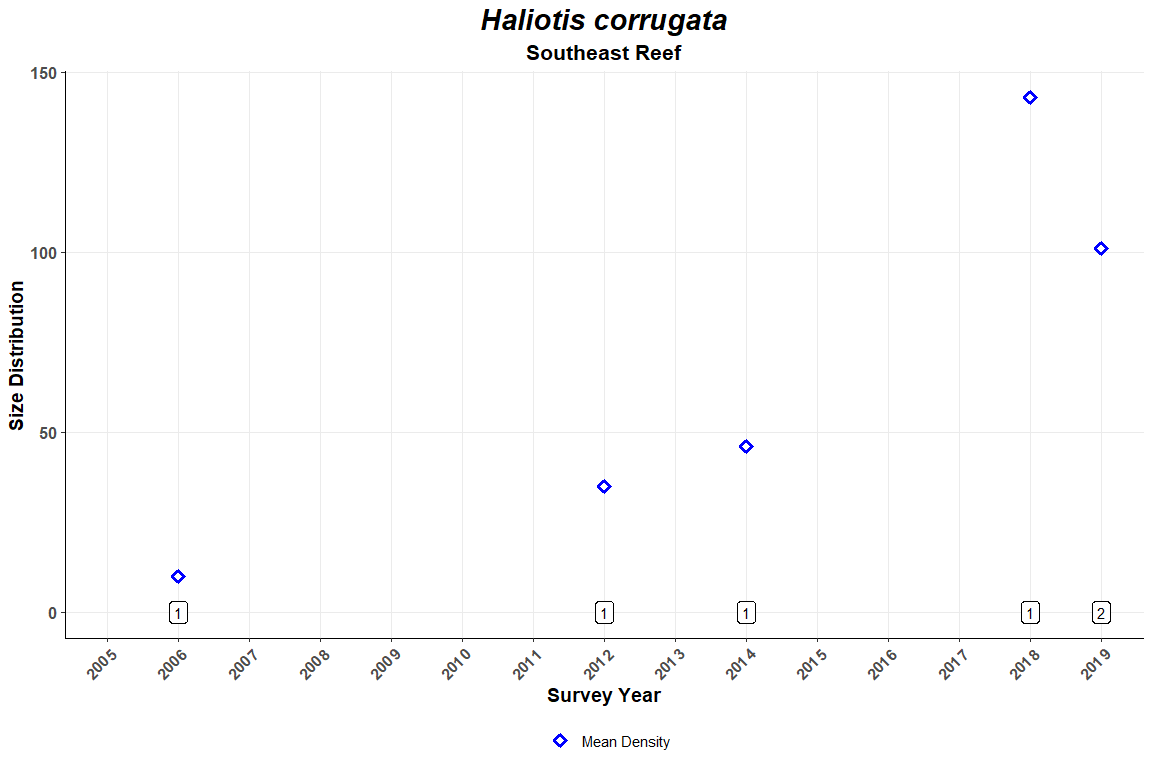 Haliotis corrugata
Southeast Reef
Size Distribution
150
100
50
0
1 1 1 1 2
2005 2006 2007 2008 2009 2010 2011 2012 2013 2014 2015 2016 2017 2018 2019
Survey Year
Mean Density